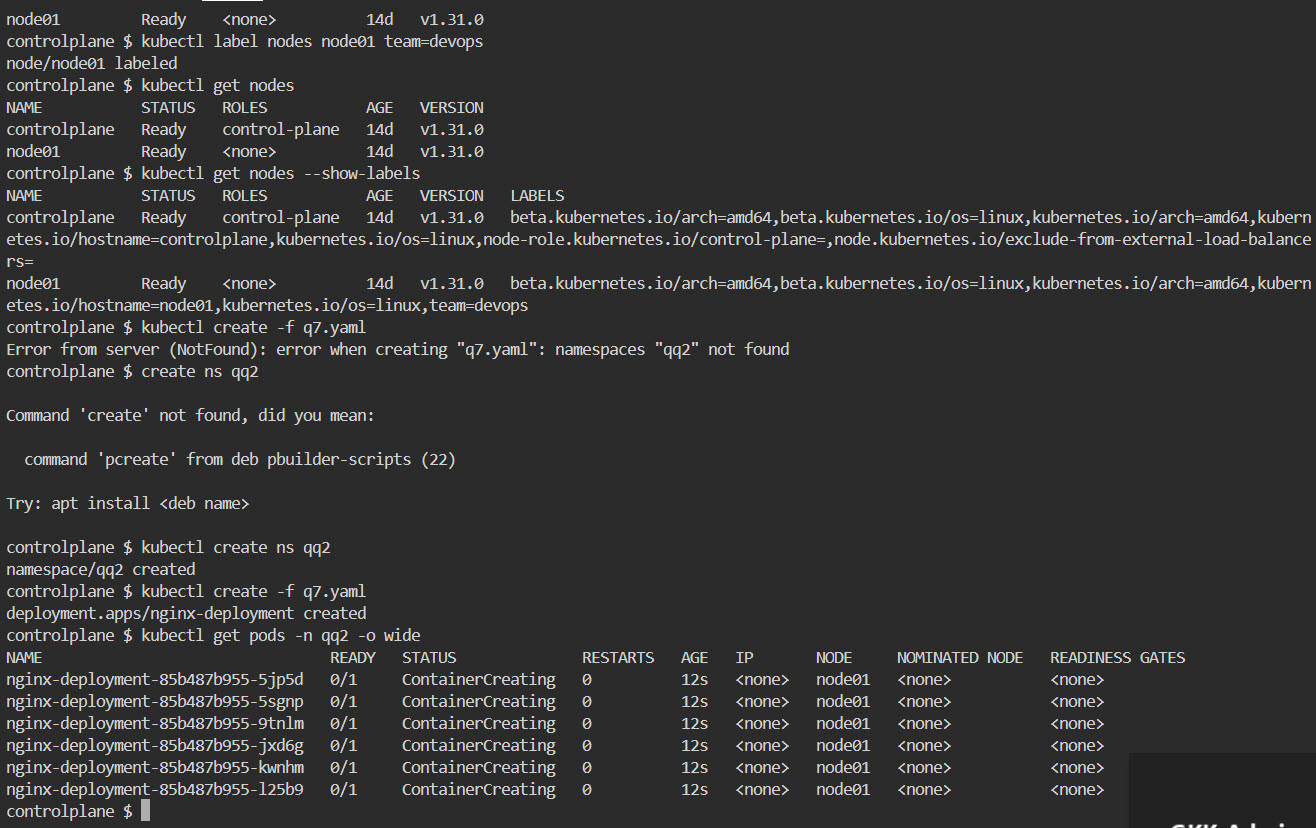 node01         Ready    <none>          14d   v1.31.0
controlplane $ kubectl label nodes node01 team=devops
node/node01 labeled
controlplane $ kubectl get nodes
NAME           STATUS   ROLES           AGE   VERSION
controlplane   Ready    control-plane   14d   v1.31.0
node01         Ready    <none>          14d   v1.31.0
controlplane $ kubectl get nodes --show-labels
NAME           STATUS   ROLES           AGE   VERSION   LABELS
controlplane   Ready    control-plane   14d   v1.31.0   beta.kubernetes.io/arch=amd64,beta.kubernetes.io/os=linux,kubernetes.io/arch=amd64,kubern
etes.io/hostname=controlplane,kubernetes.io/os=linux,node-role.kubernetes.io/control-plane=,node.kubernetes.io/exclude-from-external-load-balance
rs=
node01         Ready    <none>          14d   v1.31.0   beta.kubernetes.io/arch=amd64,beta.kubernetes.io/os=linux,kubernetes.io/arch=amd64,kubern
etes.io/hostname=node01,kubernetes.io/os=linux,team=devops
controlplane $ kubectl create -f q7.yaml
Error from server (NotFound): error when creating "q7.yaml": namespaces "qq2" not found
controlplane $ create ns qq2
Command 'create' not found, did you mean:
  command 'pcreate' from deb pbuilder-scripts (22)
Try: apt install <deb name>
controlplane $ kubectl create ns qq2
namespace/qq2 created
controlplane $ kubectl create -f q7.yaml
deployment.apps/nginx-deployment created
controlplane $ kubectl get pods -n qq2 -o wide
NAME                                READY   STATUS              RESTARTS   AGE   IP       NODE     NOMINATED NODE   READINESS GATES
nginx-deployment-85b487b955-5jp5d   0/1     ContainerCreating   0          12s   <none>   node01   <none>           <none>
nginx-deployment-85b487b955-5sgnp   0/1     ContainerCreating   0          12s   <none>   node01   <none>           <none>
nginx-deployment-85b487b955-9tnlm   0/1     ContainerCreating   0          12s   <none>   node01   <none>           <none>
nginx-deployment-85b487b955-jxd6g   0/1     ContainerCreating   0          12s   <none>   node01   <none>           <none>
nginx-deployment-85b487b955-kwnhm   0/1     ContainerCreating   0          12s   <none>   node01   <none>           <none>
nginx-deployment-85b487b955-l25b9   0/1     ContainerCreating   0          12s   <none>   node01   <none>           <none>
controlplane $